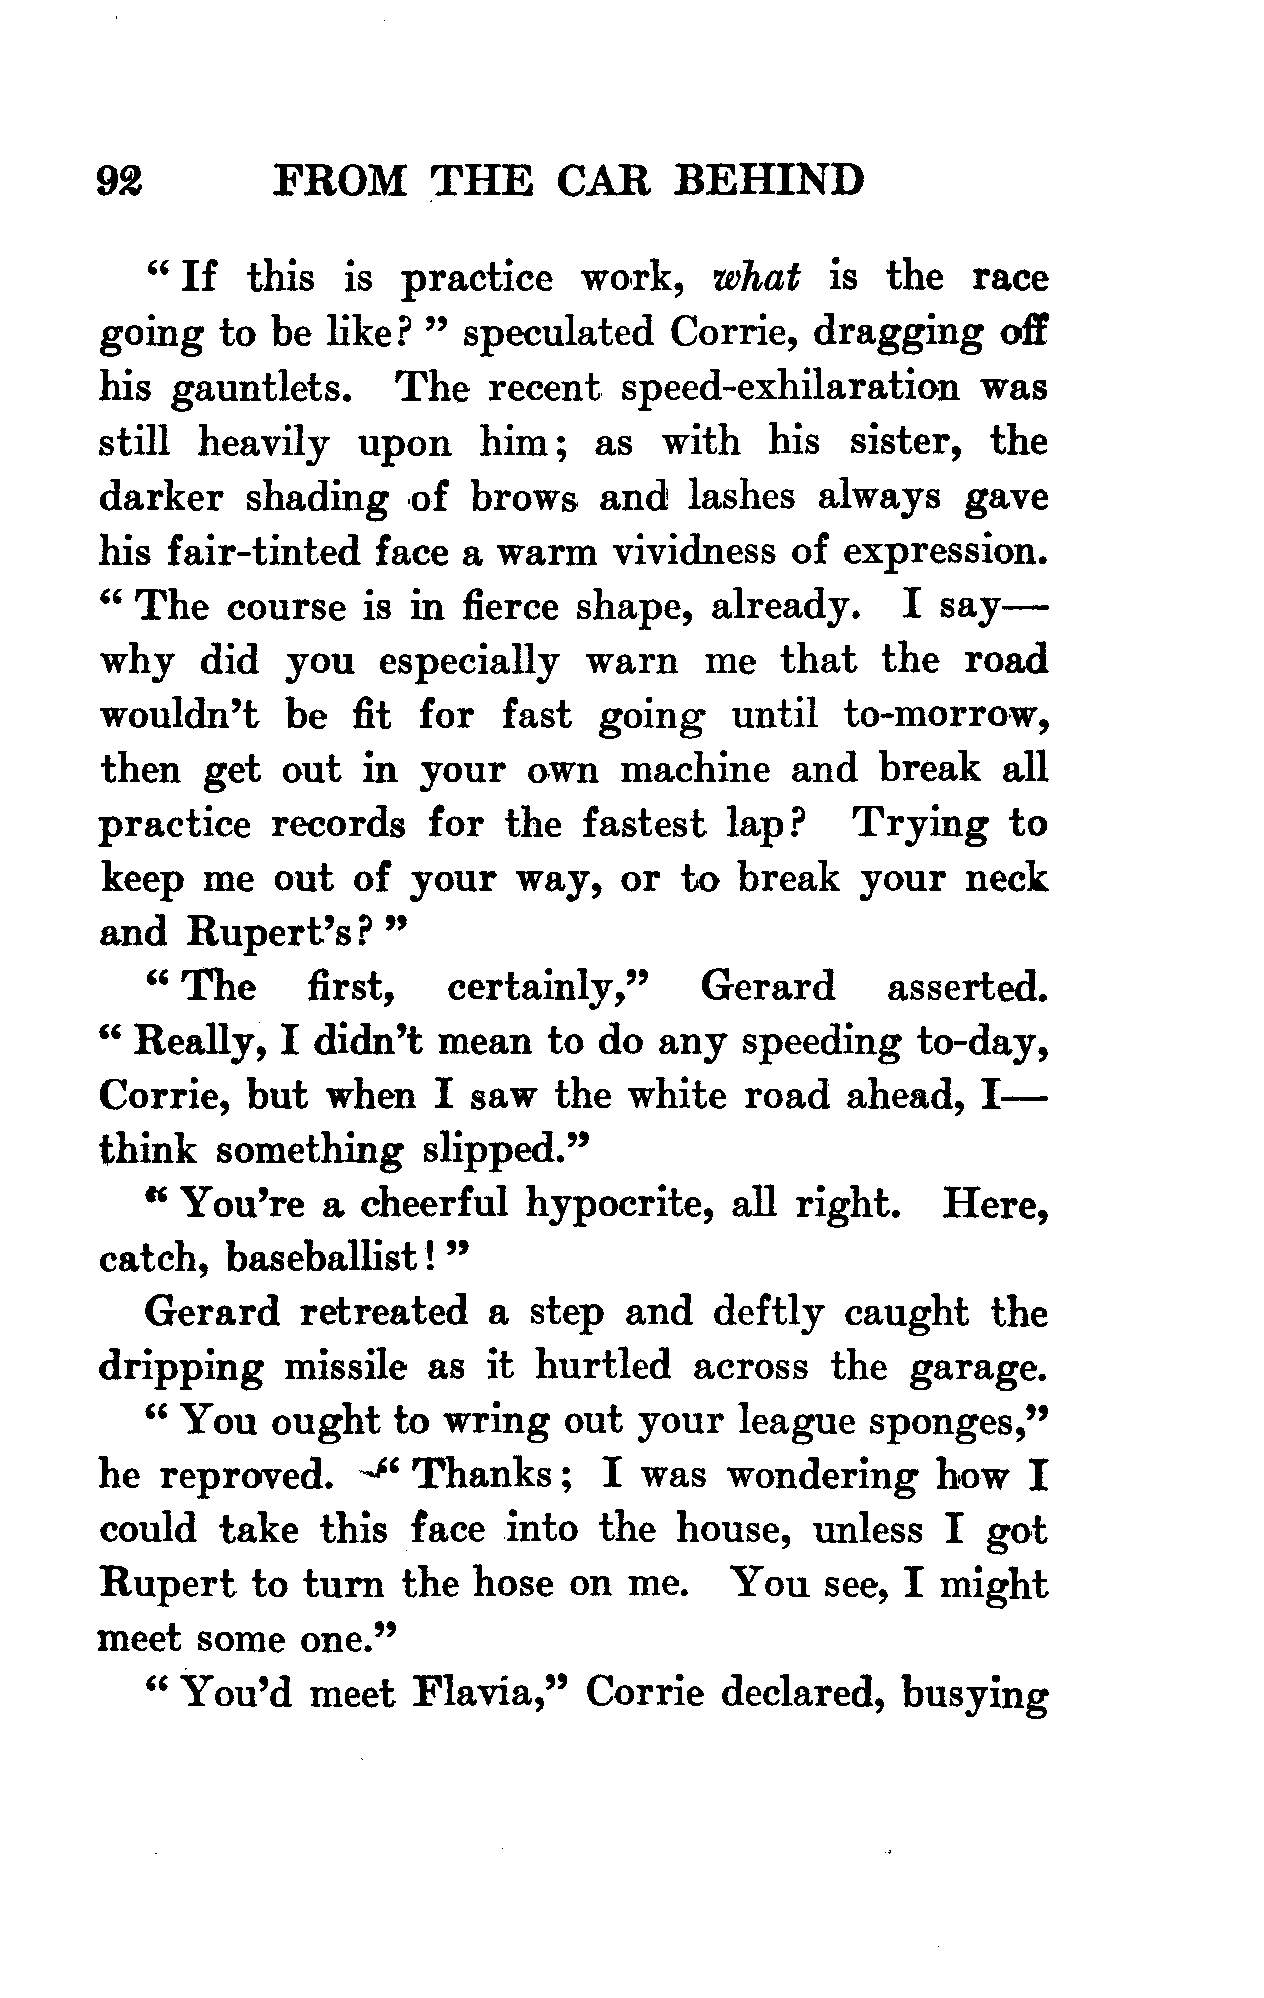 92 FROM THE CAR BEHIND
“ If this is practice work, what is the race
going to be like? ” speculated Corrie, dragging off
his gauntlets. The recent speed-exhilaration was
still heavily upon him; as with his sister, the
darker shading of brows and lashes always gave
his fair-tinted face a warm vividness of expression.
“ The course is in fierce shape, already. I say—
why did you especially warn me that the road
wouldn’t be fit for fast going until to-morrow,
then get out in your own machine and break all
practice records for the fastest lap? Trying to
keep me out of your way, or to break your neck
and Rupert’s? ”
“ The first, certainly,” Gerard asserted.
“ Really, I didn’t mean to do any speeding to-day,
Corrie, but when I saw the white road ahead, I—
think something slipped.”
“ You’re a cheerful hypocrite, all right. Here,
catch, baseballist! ”
Gerard retreated a step and deftly caught the
dripping missile as it hurtled across the garage.
“ You ought to wring out your league sponges,”
he reproved. “ Thanks; I was wondering how I
could take this face into the house, unless I got
Rupert to turn the hose on me. You see, I might
meet some one.”
“ You’d meet Flavia,” Corrie declared, busying